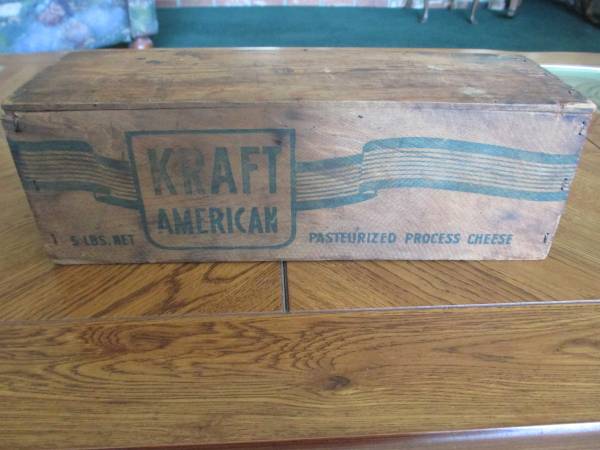 KRAFT
AMERICAN
5 LBS. NET
PASTEURIZED PROCESS CHEESE